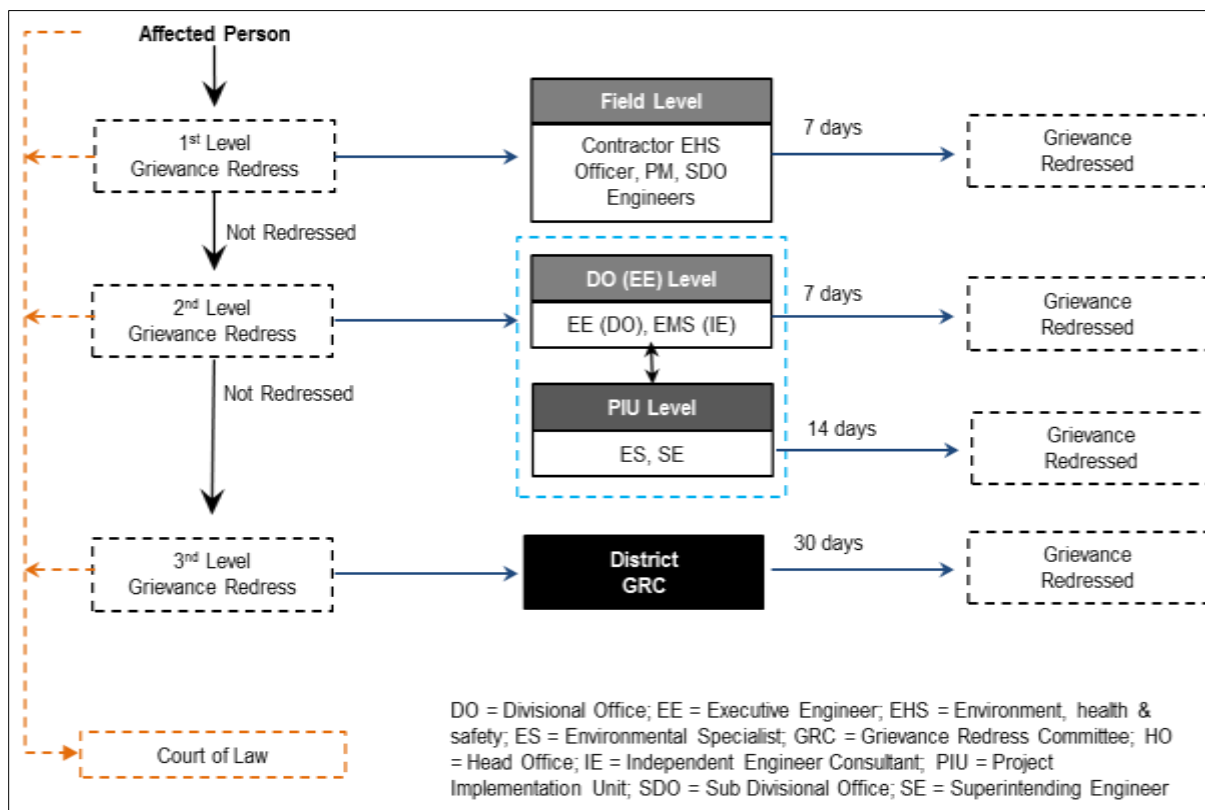 Affected Person
1st Level
Grievance Redress
Field Level
Contractor EHS
Officer, PM, SDO
Engineers
7 days
Grievance
Redressed
Not Redressed
2nd Level
Grievance Redress
DO (EE) Level
EE (DO), EMS (IE)
7 days
Grievance
Redressed
Not Redressed
PIU Level
ES, SE
14 days
Grievance
Redressed
3nd Level
Grievance Redress
District
GRC
30 days
Grievance
Redressed
Court of Law
DO = Divisional Office; EE = Executive Engineer; EHS = Environment, health &
safety; ES = Environmental Specialist; GRC = Grievance Redress Committee; HO
= Head Office; IE = Independent Engineer Consultant; PIU = Project
Implementation Unit; SDO = Sub Divisional Office; SE = Superintending Engineer